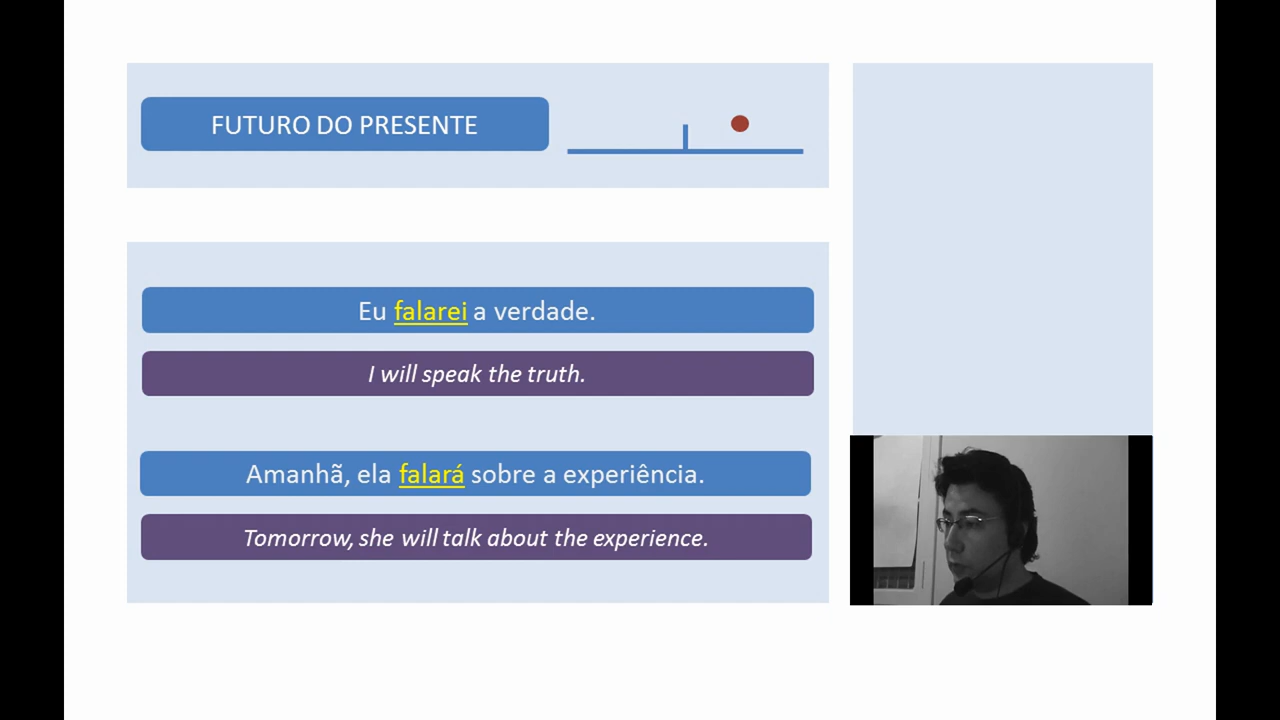 FUTURO DO PRESENTE
Eu falarei a verdade.
I will speak the truth.
Amanhã, ela falará sobre a experiência.
Tomorrow, she will talk about the experience.